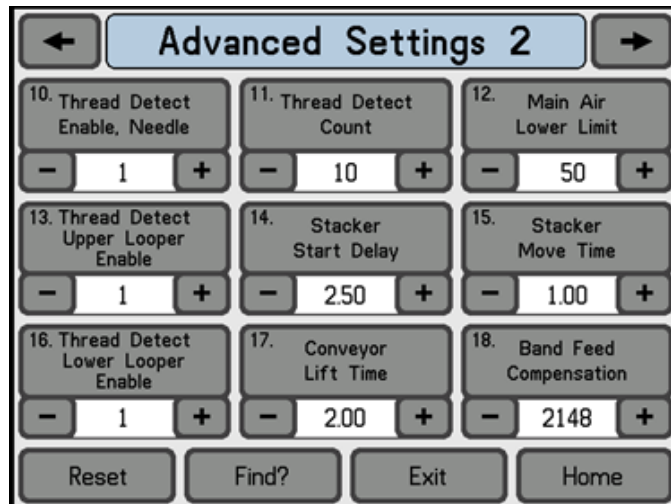 Advanced Settings 2
10. Thread Detect
Enable, Needle
− 1 +
11. Thread Detect
Count
− 10 +
12. Main Air
Lower Limit
− 50 +
13. Thread Detect
Upper Looper
Enable
− 1 +
14. Stacker
Start Delay
− 2.50 +
15. Stacker
Move Time
− 1.00 +
16. Thread Detect
Lower Looper
Enable
− 1 +
17. Conveyor
Lift Time
− 2.00 +
18. Band Feed
Compensation
− 2148 +
Reset
Find?
Exit
Home